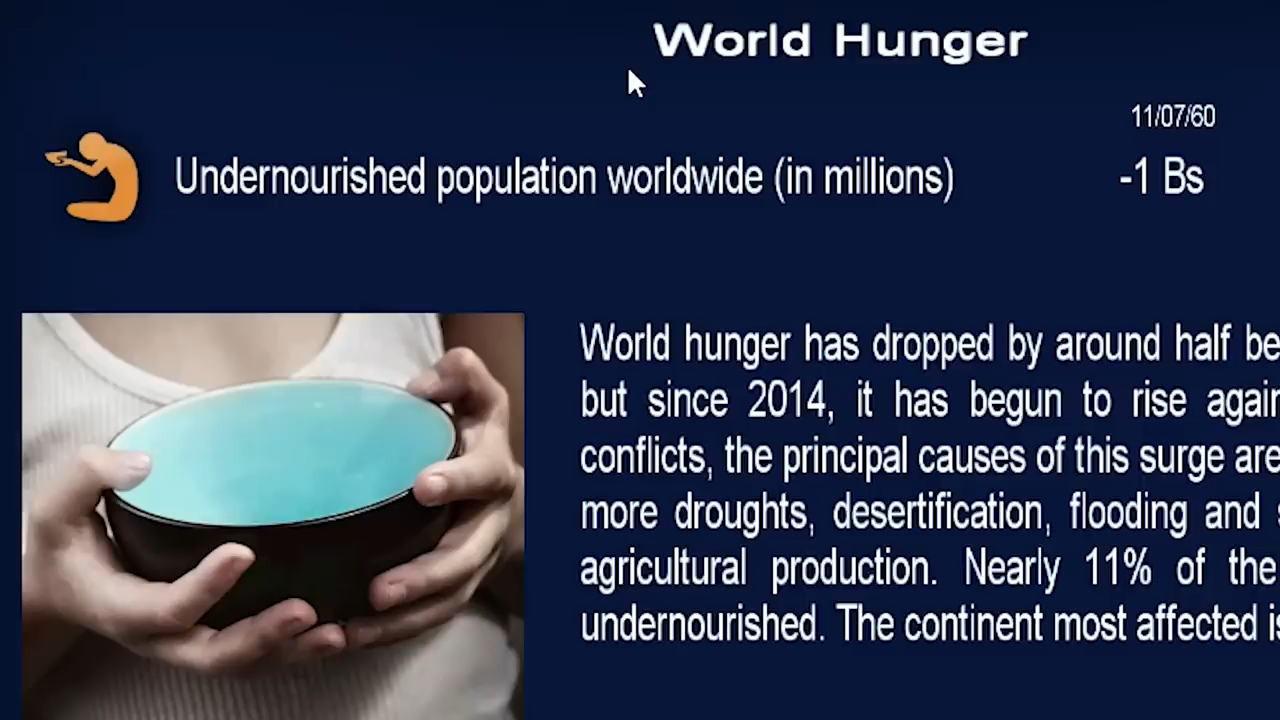 World Hunger
11/07/60
Undernourished population worldwide (in millions) -1 Bs
World hunger has dropped by around half be
but since 2014, it has begun to rise again
conflicts, the principal causes of this surge are
more droughts, desertification, flooding and
agricultural production. Nearly 11% of the
undernourished. The continent most affected is